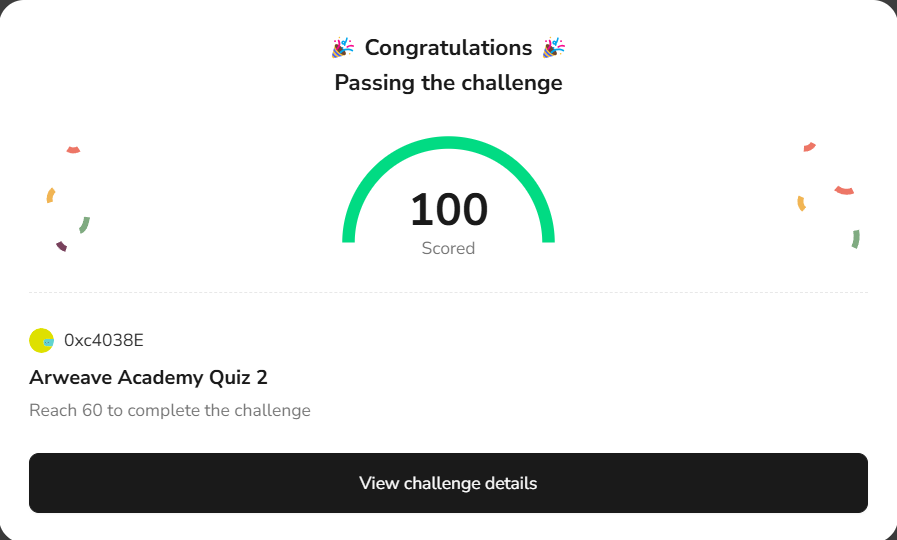 🎉 Congratulations 🎉
Passing the challenge
100
Scored
0xc4038E
Arweave Academy Quiz 2
Reach 60 to complete the challenge
View challenge details